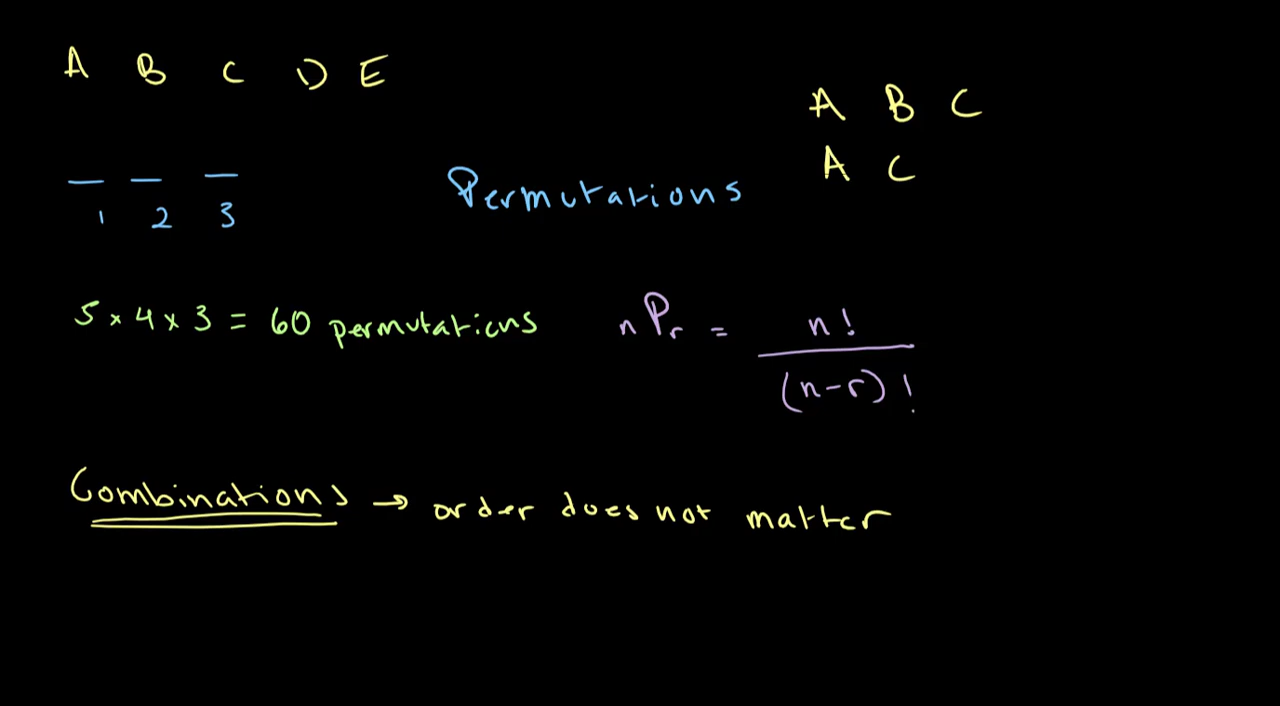 A B C D E
A B C
A C
— — —
1 2 3
Permutations
5 x 4 x 3 = 60 permutations
nPr = n! / (n-r)!
Combinations → order does not matter